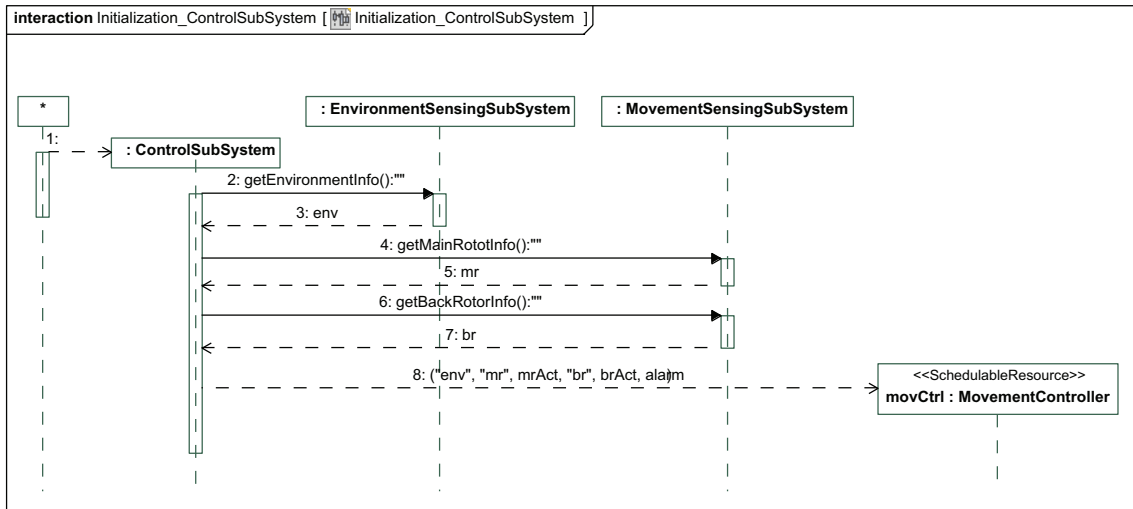 interaction Initialization_ControlSubSystem [ Initialization_ControlSubSystem ]
*
: EnvironmentSensingSubSystem
: MovementSensingSubSystem
1:
: ControlSubSystem
2: getEnvironmentInfo():""
3: env
4: getMainRototInfo():""
5: mr
6: getBackRotorInfo():""
7: br
8: ("env", "mr", mrAct, "br", brAct, alarm)
<<SchedulableResource>>
movCtrl : MovementController